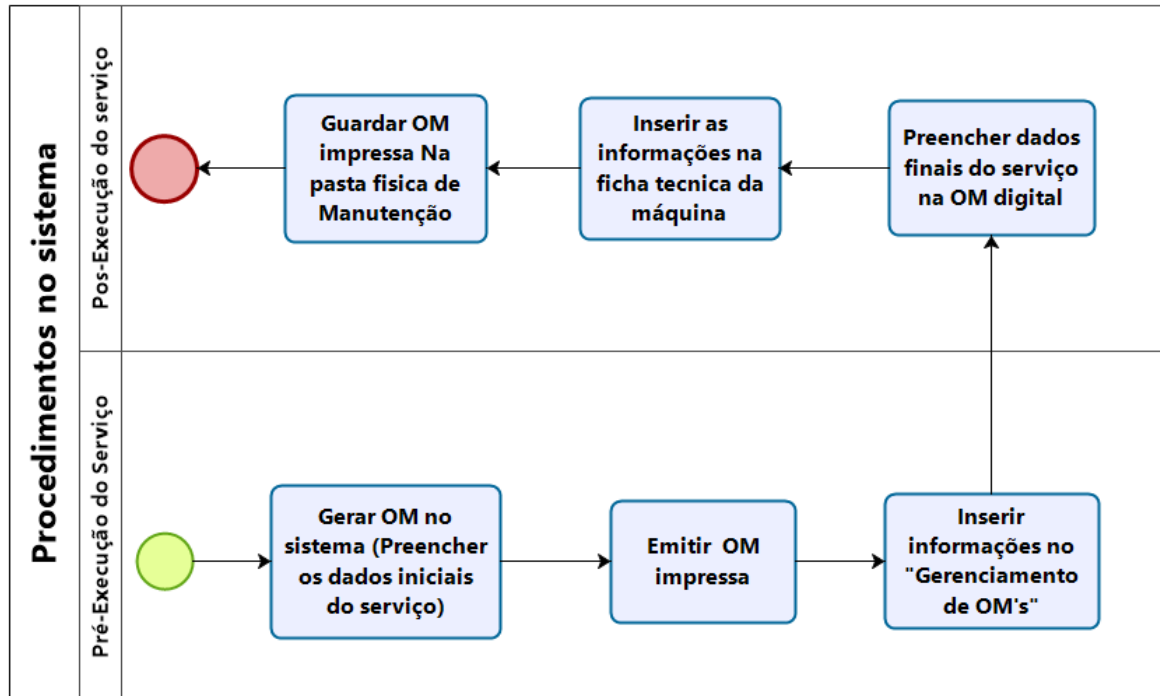 Procedimentos no sistema
Pos-Execução do serviço
Guardar OM
impressa Na
pasta fisica de
Manutenção
Inserir as
informações na
ficha tecnica da
máquina
Preencher dados
finais do serviço
na OM digital
Pré-Execução do Serviço
Gerar OM no
sistema (Preencher
os dados iniciais
do serviço)
Emitir OM
impressa
Inserir
informações no
"Gerenciamento
de OM's"